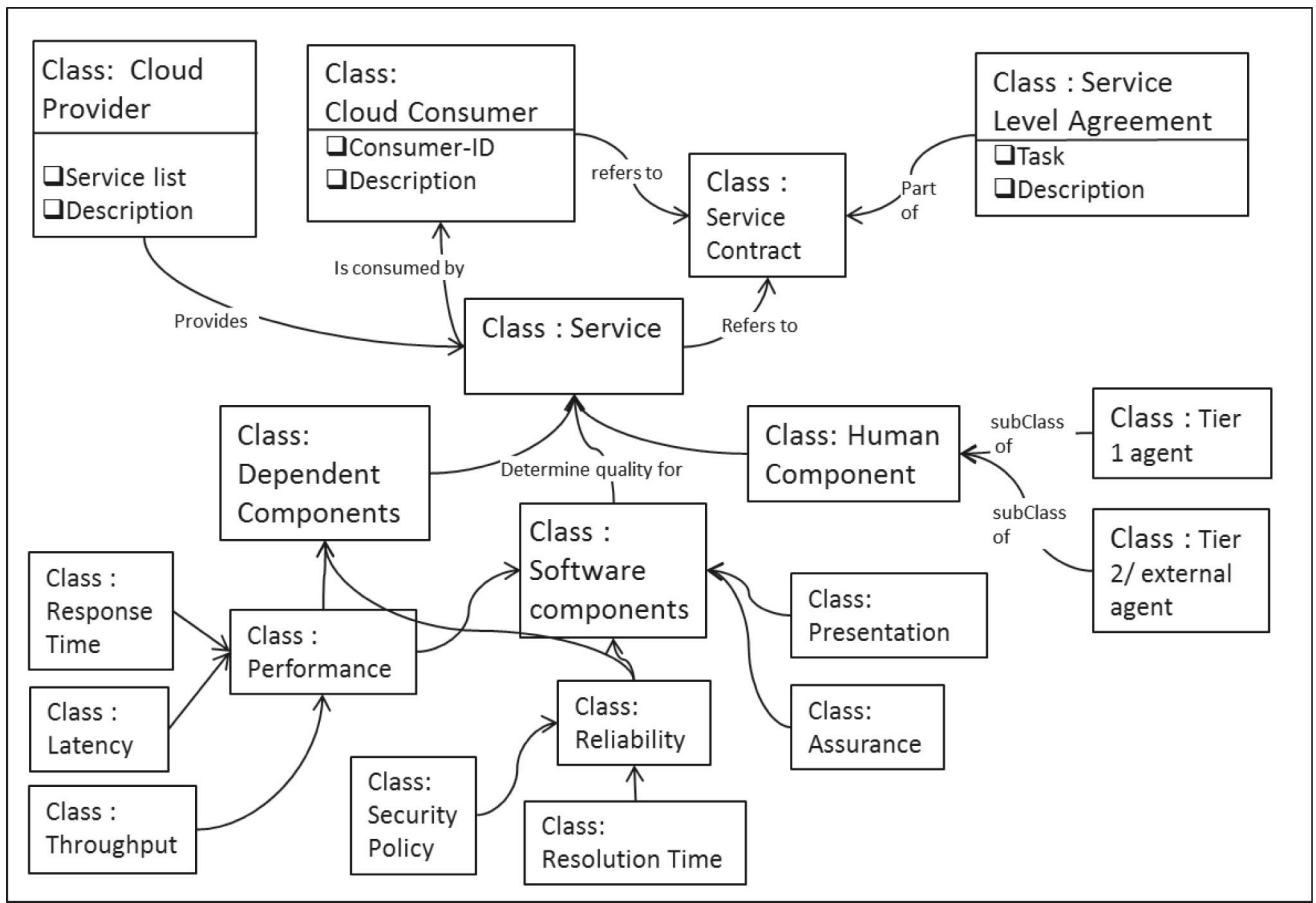 Class: Cloud
Provider
❑Service list
❑Description
Class:
Cloud Consumer
❑Consumer-ID
❑Description
Class : Service
Level Agreement
❑Task
❑Description
refers to
Class :
Service
Contract
Part
of
Is consumed by
Provides
Class : Service
Refers to
Class:
Dependent
Components
Determine quality for
Class: Human
Component
subClass
of
Class : Tier
1 agent
subClass
of
Class : Tier
2/ external
agent
Class :
Software
components
Class :
Response
Time
Class :
Performance
Class:
Presentation
Class :
Latency
Class:
Reliability
Class:
Assurance
Class :
Throughput
Class:
Security
Policy
Class:
Resolution Time